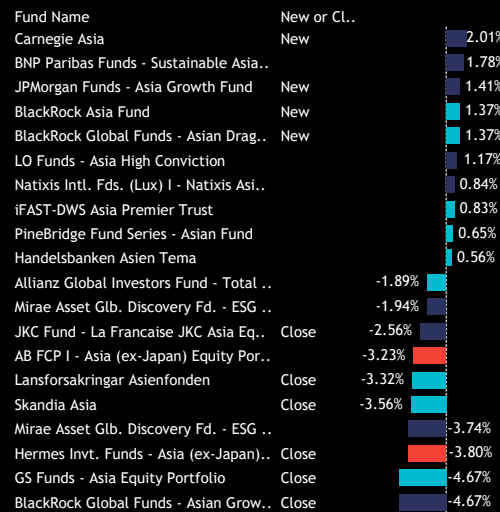 Fund Name New or Cl..
Carnegie Asia New 2.01%
BNP Paribas Funds - Sustainable Asia.. 1.78%
JPMorgan Funds - Asia Growth Fund New 1.41%
BlackRock Asia Fund New 1.37%
BlackRock Global Funds - Asian Drag.. New 1.37%
LO Funds - Asia High Conviction 1.17%
Natixis Intl. Fds. (Lux) I - Natixis Asi.. 0.84%
iFAST-DWS Asia Premier Trust 0.83%
PineBridge Fund Series - Asian Fund 0.65%
Handelsbanken Asien Tema 0.56%
Allianz Global Investors Fund - Total .. -1.89%
Mirae Asset Glb. Discovery Fd. - ESG .. -1.94%
JKC Fund - La Francaise JKC Asia Eq.. Close -2.56%
AB FCP I - Asia (ex-Japan) Equity Por.. -3.23%
Lansforsakringar Asienfonden Close -3.32%
Skandia Asia Close -3.56%
Mirae Asset Glb. Discovery Fd. - ESG .. -3.74%
Hermes Invt. Funds - Asia (ex-Japan).. Close -3.80%
GS Funds - Asia Equity Portfolio Close -4.67%
BlackRock Global Funds - Asian Grow.. Close -4.67%